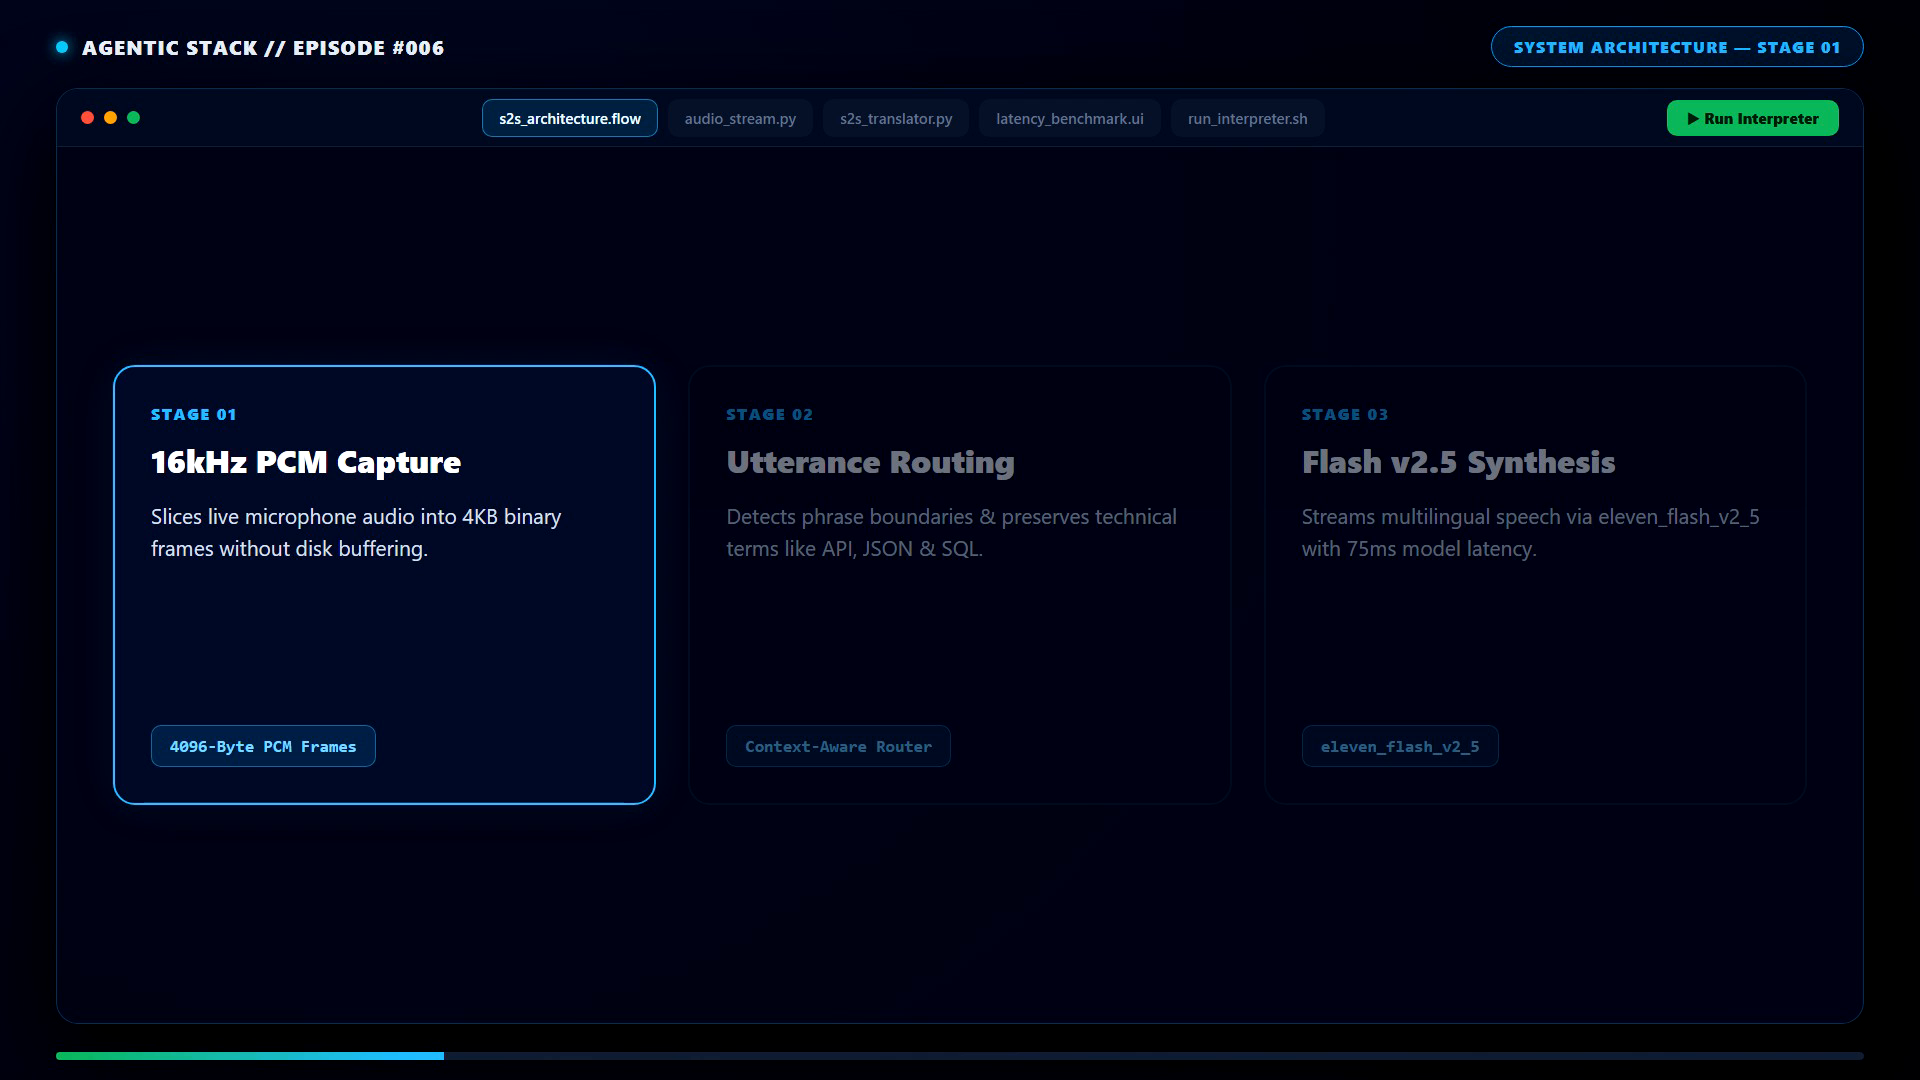 AGENTIC STACK // EPISODE #006
SYSTEM ARCHITECTURE — STAGE 01
s2s_architecture.flow
audio_stream.py
s2s_translator.py
latency_benchmark.ui
run_interpreter.sh
▶ Run Interpreter
STAGE 01
16kHz PCM Capture
Slices live microphone audio into 4KB binary
frames without disk buffering.
4096-Byte PCM Frames
STAGE 02
Utterance Routing
Detects phrase boundaries & preserves technical
terms like API, JSON & SQL.
Context-Aware Router
STAGE 03
Flash v2.5 Synthesis
Streams multilingual speech via eleven_flash_v2_5
with 75ms model latency.
eleven_flash_v2_5